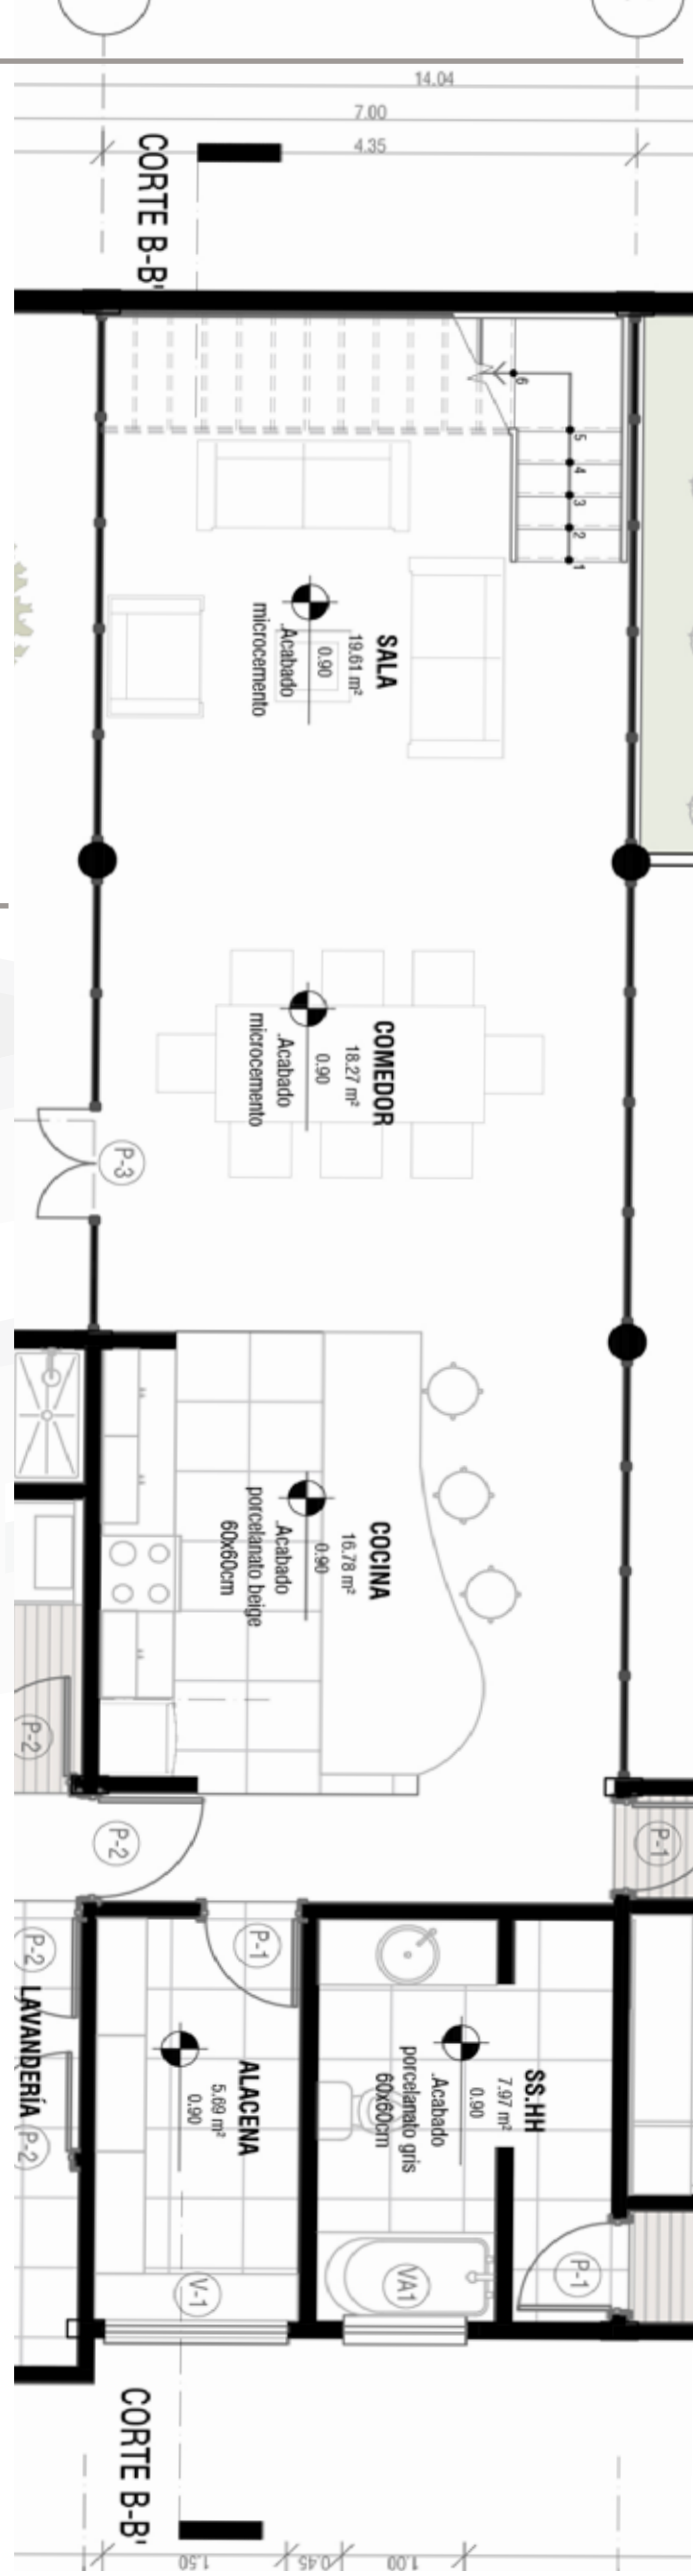 14.04
7.00
4.35
CORTE B-B'
6
5
4
3
2
1
SALA
19.61 m²
0.90
.Acabado
microcemento
COMEDOR
18.27 m²
0.90
.Acabado
microcemento
P-3
COCINA
16.78 m²
0.90
.Acabado
porcelanato beige
60x60cm
P-2
P-2
P-1
P-2
P-1
LAVANDERÍA
ALACENA
5.69 m²
0.90
SS.HH
7.97 m²
0.90
.Acabado
porcelanato gris
60x60cm
P-2
P-1
V-1
VA1
CORTE B-B'
1.50
0.45
1.00